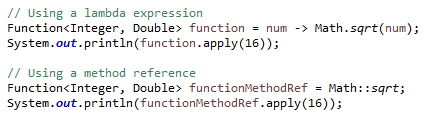 // Using a lambda expression
Function<Integer, Double> function = num -> Math.sqrt(num);
System.out.println(function.apply(16));

// Using a method reference
Function<Integer, Double> functionMethodRef = Math::sqrt;
System.out.println(functionMethodRef.apply(16));